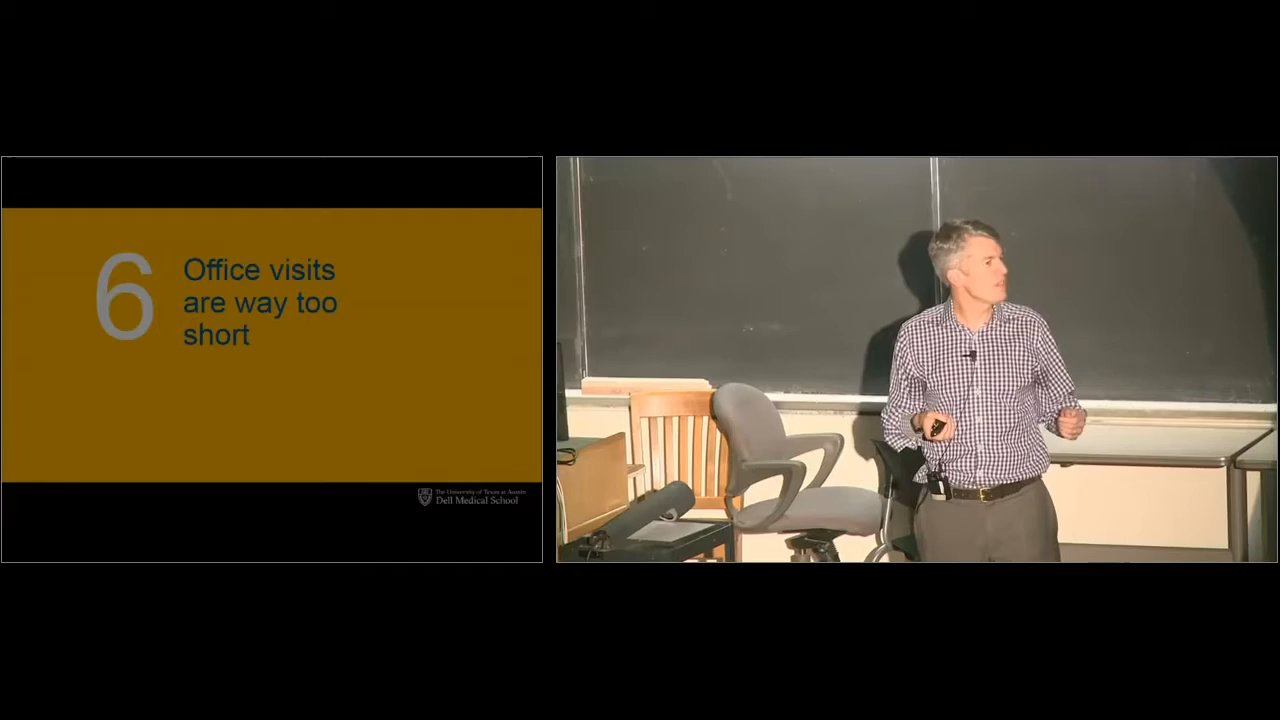 6
Office visits
are way too
short
The University of Texas at Austin
Dell Medical School